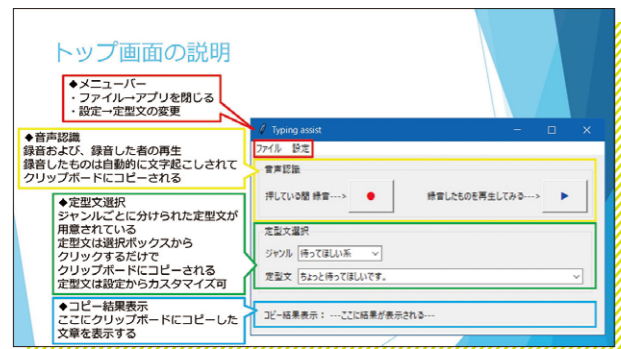 トップ画面の説明
◆メニューバー
・ファイル→アプリを閉じる
・設定→定型文の変更
◆音声認識
録音および、録音した者の再生
録音したものは自動的に文字起こしされて
クリップボードにコピーされる
◆定型文選択
ジャンルごとに分けられた定型文が
用意されている
定型文は選択ボックスから
クリックするだけで
クリップボードにコピーされる
定型文は設定からカスタマイズ可
◆コピー結果表示
ここにクリップボードにコピーした
文章を表示する
Typing assist
ファイル 設定
音声認識
押している間 録音---> 録音したものを再生してみる--->
定型文選択
ジャンル 待ってほしい系
定型文 ちょっと待ってほしいです。
コピー結果表示： ---ここに結果が表示される---